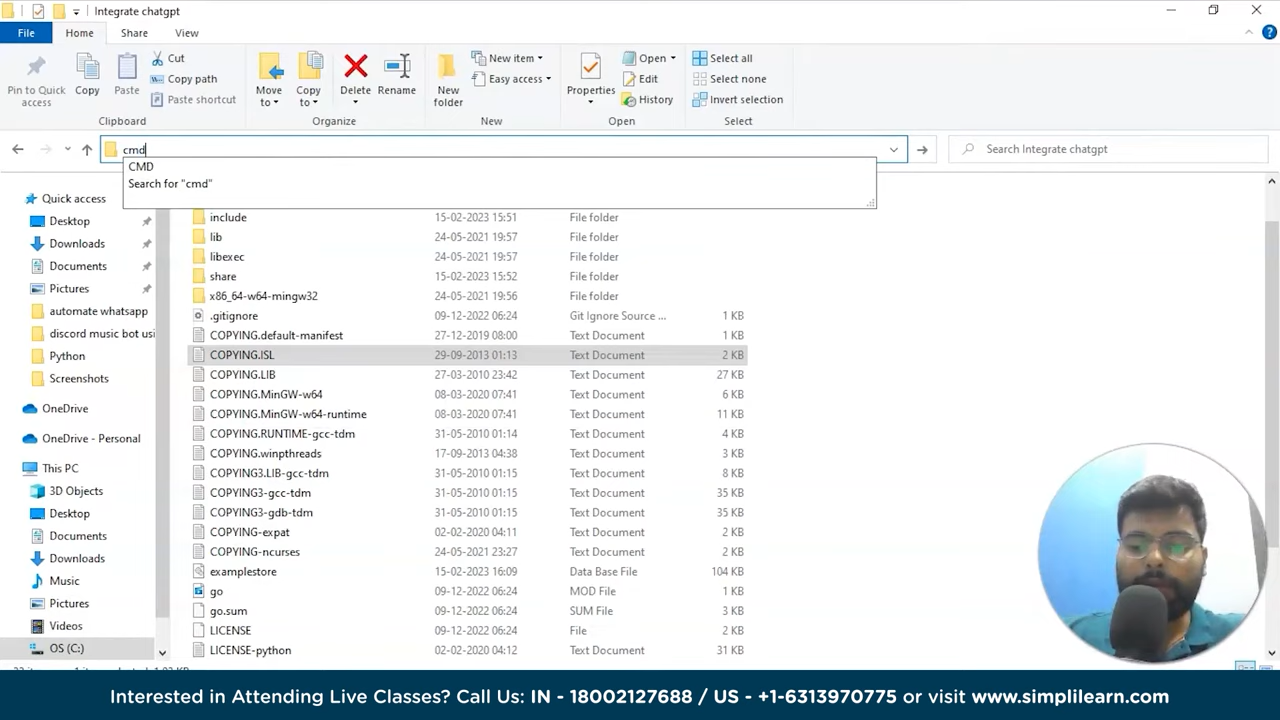 Integrate chatgpt
File Home Share View
Pin to Quick access
Copy
Paste
Cut
Copy path
Paste shortcut
Clipboard
Move to
Copy to
Delete
Rename
Organize
New folder
New item
Easy access
New
Properties
Open
Edit
History
Open
Select all
Select none
Invert selection
Select
cmd
Search Integrate chatgpt
CMD
Search for "cmd"
Quick access
Desktop
Downloads
Documents
Pictures
automate whatsapp
discord music bot usi
Python
Screenshots
OneDrive
OneDrive - Personal
This PC
3D Objects
Desktop
Documents
Downloads
Music
Pictures
Videos
OS (C:)
include 15-02-2023 15:51 File folder
lib 24-05-2021 19:57 File folder
libexec 24-05-2021 19:57 File folder
share 15-02-2023 15:52 File folder
x86_64-w64-mingw32 24-05-2021 19:56 File folder
.gitignore 09-12-2022 06:24 Git Ignore Source ... 1 KB
COPYING.default-manifest 27-12-2019 08:00 Text Document 1 KB
COPYING.ISL 29-09-2013 01:13 Text Document 2 KB
COPYING.LIB 27-03-2010 23:42 Text Document 27 KB
COPYING.MinGW-w64 08-03-2020 07:41 Text Document 6 KB
COPYING.MinGW-w64-runtime 08-03-2020 07:41 Text Document 11 KB
COPYING.RUNTIME-gcc-tdm 31-05-2010 01:14 Text Document 4 KB
COPYING.winpthreads 17-09-2013 04:38 Text Document 3 KB
COPYING3.LIB-gcc-tdm 31-05-2010 01:15 Text Document 8 KB
COPYING3-gcc-tdm 31-05-2010 01:15 Text Document 35 KB
COPYING3-gdb-tdm 31-05-2010 01:15 Text Document 35 KB
COPYING-expat 02-02-2020 04:11 Text Document 2 KB
COPYING-ncurses 24-05-2021 23:27 Text Document 2 KB
examplestore 15-02-2023 16:09 Data Base File 104 KB
go 09-12-2022 06:24 MOD File 1 KB
go.sum 09-12-2022 06:24 SUM File 3 KB
LICENSE 09-12-2022 06:24 File 2 KB
LICENSE-python 02-02-2020 04:12 Text Document 31 KB
Interested in Attending Live Classes? Call Us: IN - 18002127688 / US - +1-6313970775 or visit www.simplilearn.com